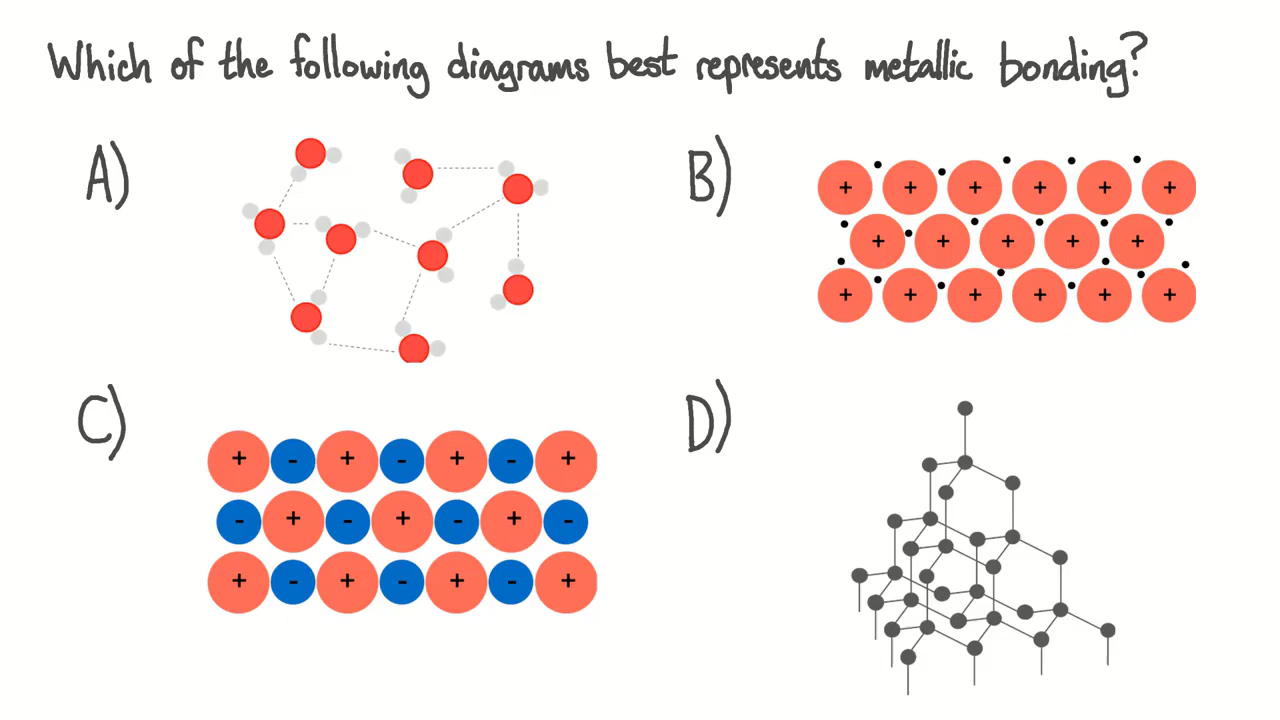 Which of the following diagrams best represents metallic bonding?
A)
B)
+ + + + + +
+ + + + +
+ + + + + +
C)
+ - + - + - +
- + - + - + -
+ - + - + - +
D)